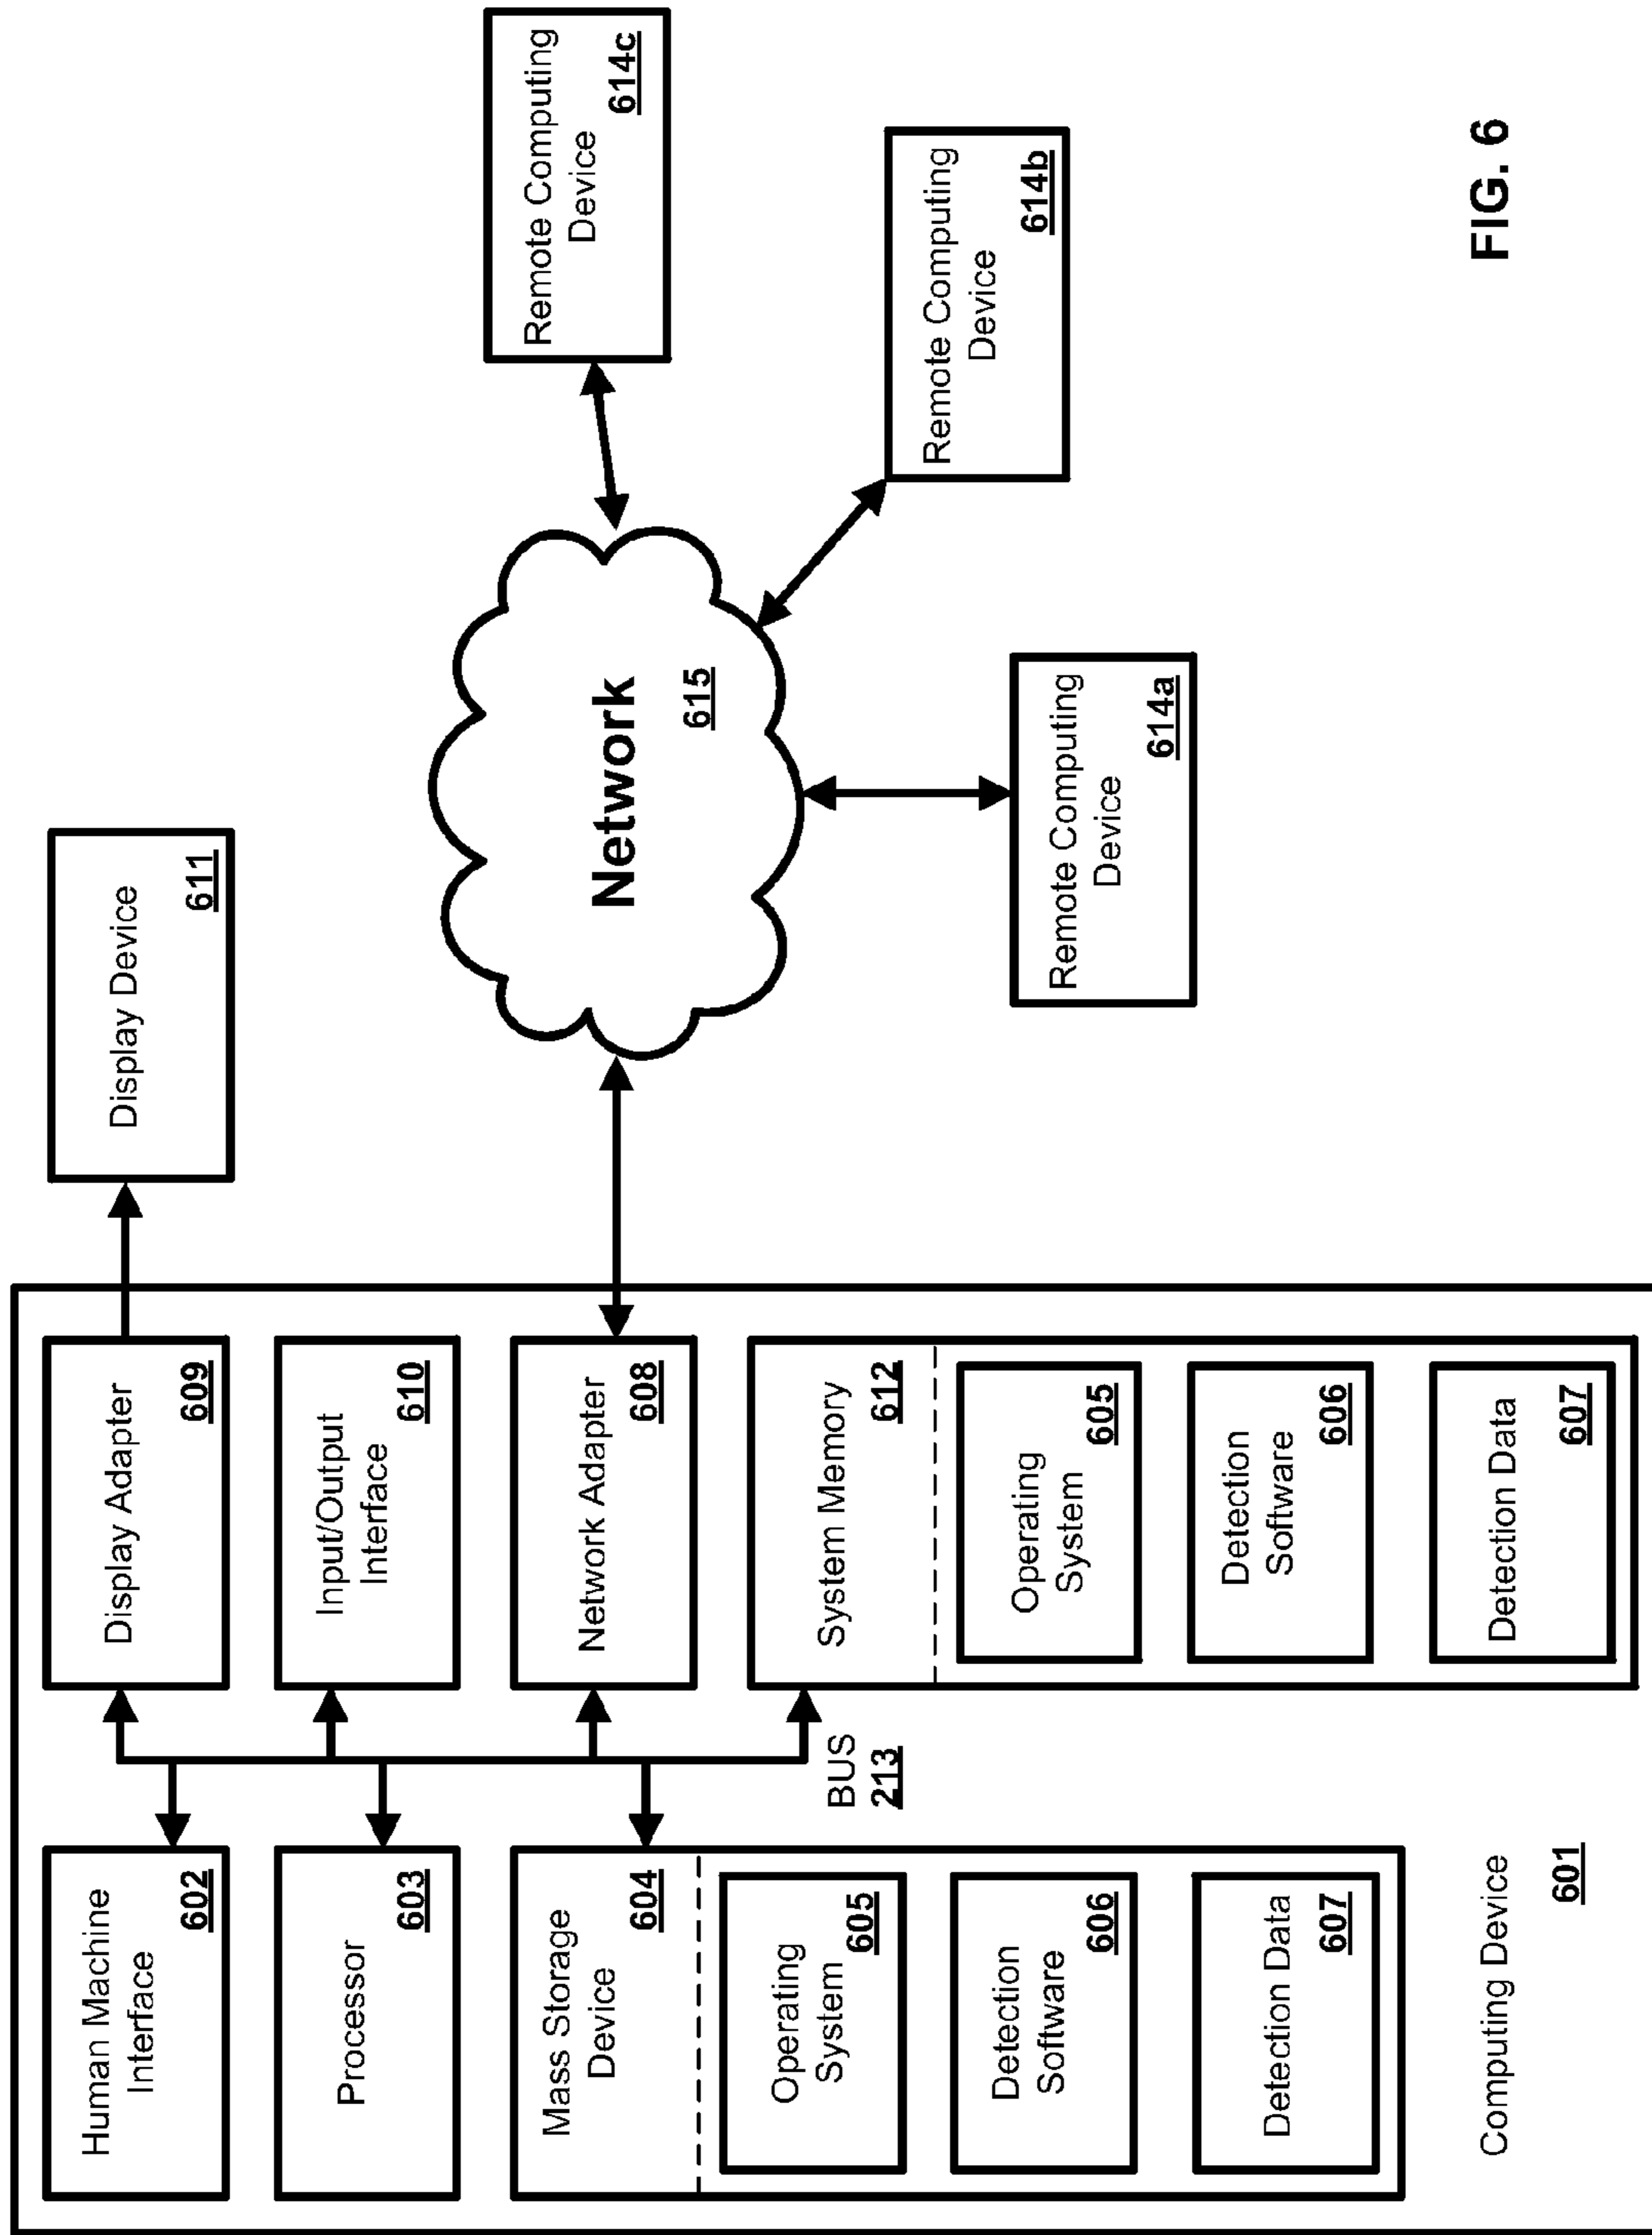 Human Machine
Interface
602
Processor
603
Mass Storage
Device
604
Operating
System
605
Detection
Software
606
Detection Data
607
Computing Device
601
Display Adapter
609
Input/Output
Interface
610
Network Adapter
608
System Memory
612
Operating
System
605
Detection
Software
606
Detection Data
607
BUS
213
Display Device
611
Network
615
Remote Computing
Device
614a
Remote Computing
Device
614b
Remote Computing
Device
614c
FIG. 6